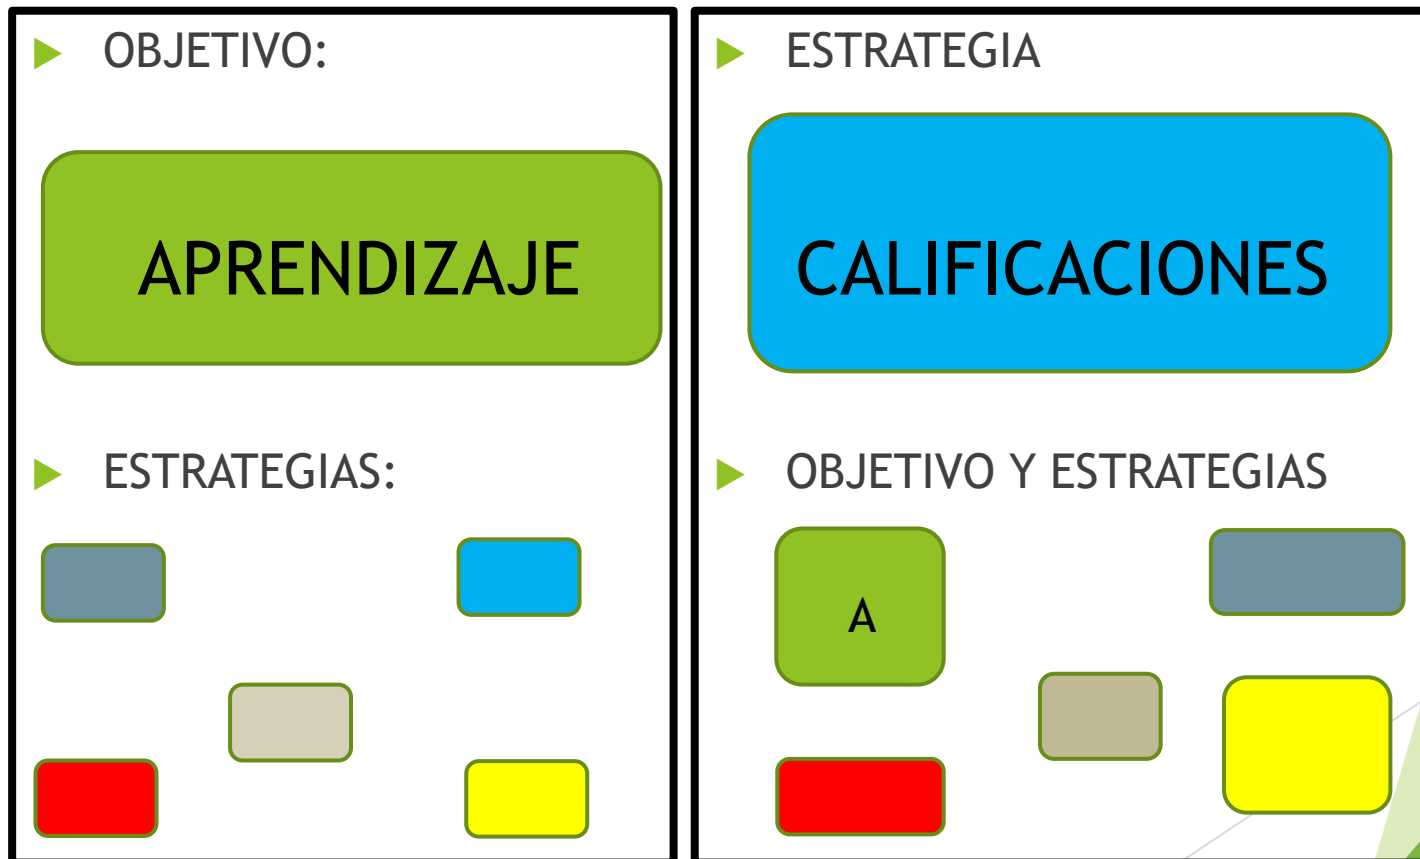 OBJETIVO:
APRENDIZAJE
ESTRATEGIAS:
ESTRATEGIA
CALIFICACIONES
OBJETIVO Y ESTRATEGIAS
A